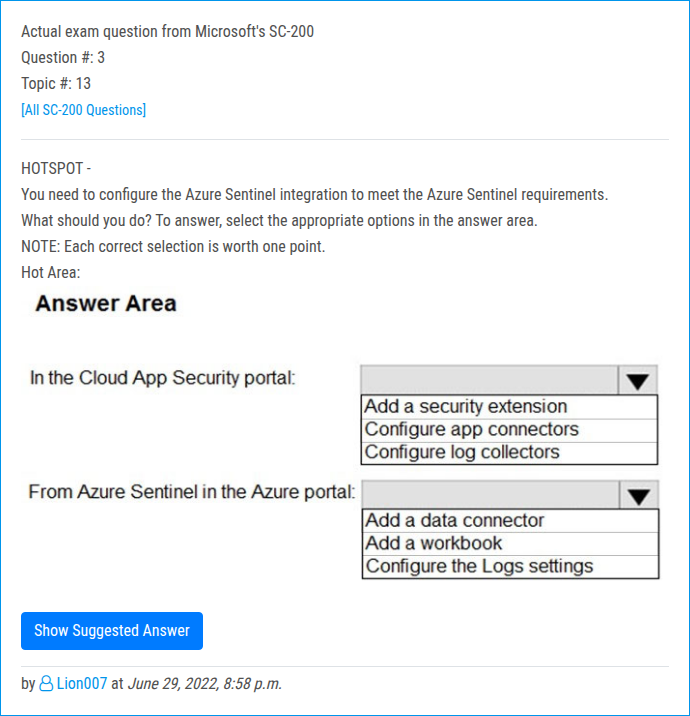 Actual exam question from Microsoft's SC-200
Question #: 3
Topic #: 13
[All SC-200 Questions]
HOTSPOT -
You need to configure the Azure Sentinel integration to meet the Azure Sentinel requirements.
What should you do? To answer, select the appropriate options in the answer area.
NOTE: Each correct selection is worth one point.
Hot Area:
Answer Area
In the Cloud App Security portal:
Add a security extension
Configure app connectors
Configure log collectors
From Azure Sentinel in the Azure portal:
Add a data connector
Add a workbook
Configure the Logs settings
Show Suggested Answer
by Lion007 at June 29, 2022, 8:58 p.m.